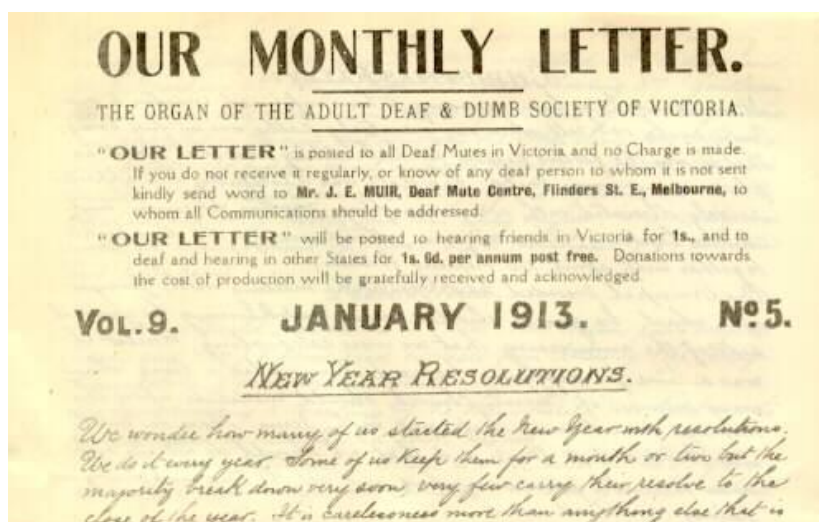 OUR MONTHLY LETTER.
THE ORGAN OF THE ADULT DEAF & DUMB SOCIETY OF VICTORIA.
"OUR LETTER" is posted to all Deaf Mutes in Victoria and no Charge is made.
If you do not receive it regularly, or know of any deaf person to whom it is not sent
kindly send word to Mr. J. E. MUIR, Deaf Mute Centre, Flinders St. E., Melbourne, to
whom all Communications should be addressed.
"OUR LETTER" will be posted to hearing friends in Victoria for 1s., and to
deaf and hearing in other States for 1s. 6d. per annum post free. Donations towards
the cost of production will be gratefully received and acknowledged.
VOL. 9. JANUARY 1913. No. 5.
NEW YEAR RESOLUTIONS.
We wonder how many of us started the New Year with resolutions.
We do it every year. Some of us keep them for a month or two but the
majority break down very soon, very few carry their resolve to the
close of the year. It is carelessness more than anything else that is